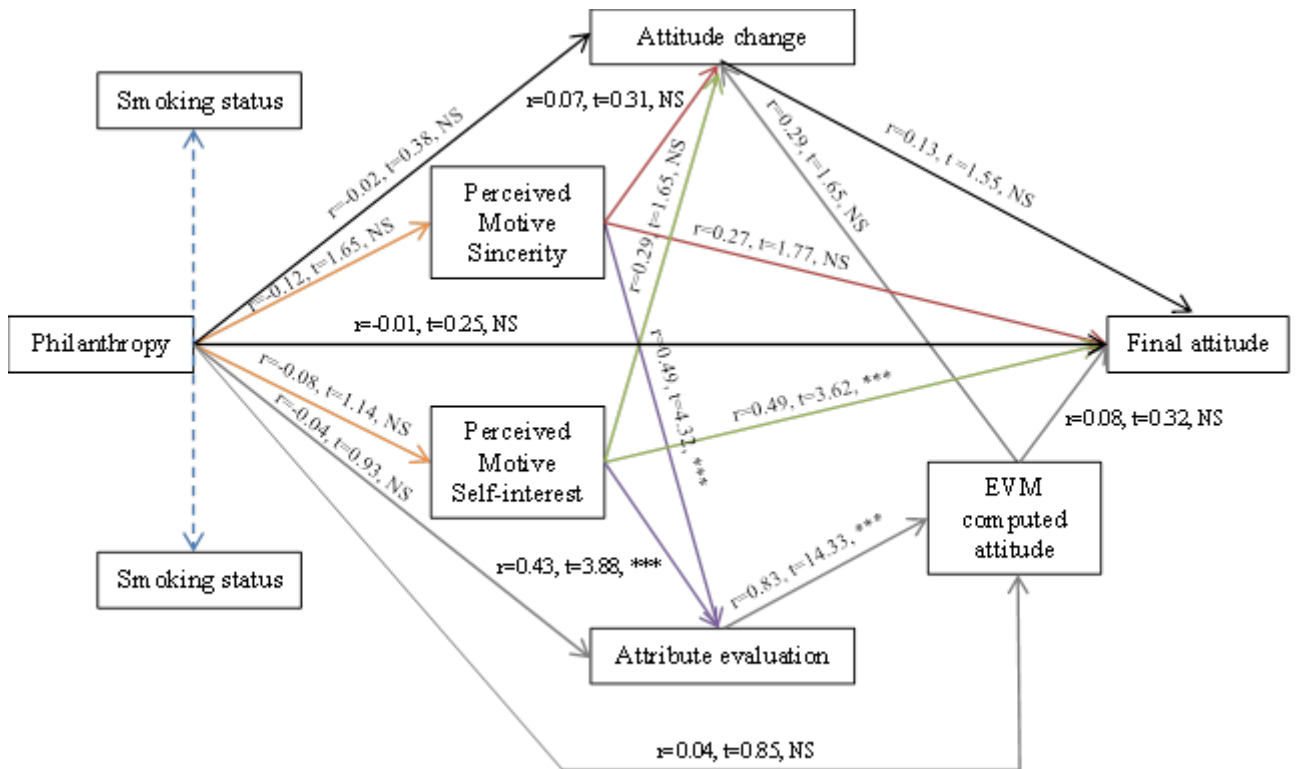 Attitude change
Smoking status
r=0.07, t=0.31, NS
r=-0.02, t=0.38, NS
r=0.29, t=1.65, NS
r=0.13, t =1.55, NS
Perceived
Motive
Sincerity
r=-0.12, t=1.65, NS
r=0.29, t=1.65, NS
r=0.27, t=1.77, NS
Philanthropy
r=-0.01, t=0.25, NS
Final attitude
r=-0.08, t=1.14, NS
r=-0.04, t=0.93, NS
r=0.49, t=4.32, ***
r=0.49, t=3.62, ***
r=0.08, t=0.32, NS
Perceived
Motive
Self-interest
EVM
computed
attitude
Smoking status
r=0.43, t=3.88, ***
r=0.83, t=14.33, ***
Attribute evaluation
r=0.04, t=0.85, NS